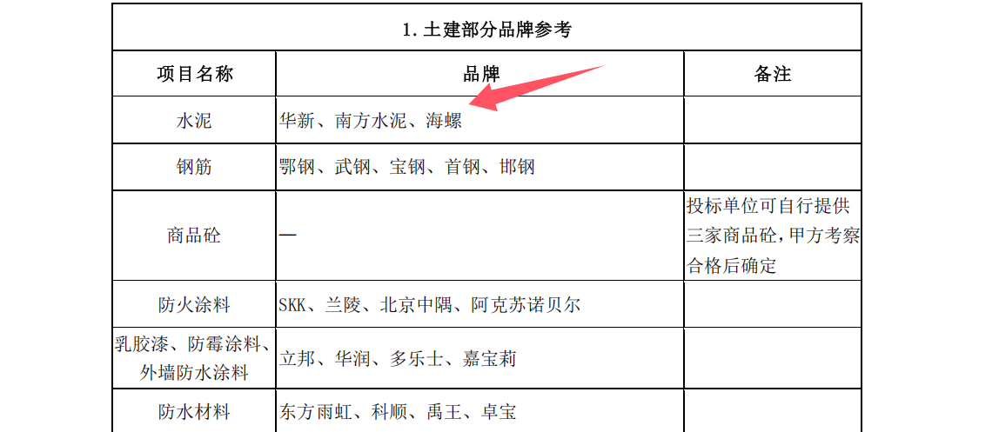 1.土建部分品牌参考
项目名称 品牌 备注
水泥 华新、南方水泥、海螺
钢筋 鄂钢、武钢、宝钢、首钢、邯钢
商品砼 — 投标单位可自行提供
三家商品砼,甲方考察
合格后确定
防火涂料 SKK、兰陵、北京中隅、阿克苏诺贝尔
乳胶漆、防霉涂料、
外墙防水涂料 立邦、华润、多乐士、嘉宝莉
防水材料 东方雨虹、科顺、禹王、卓宝